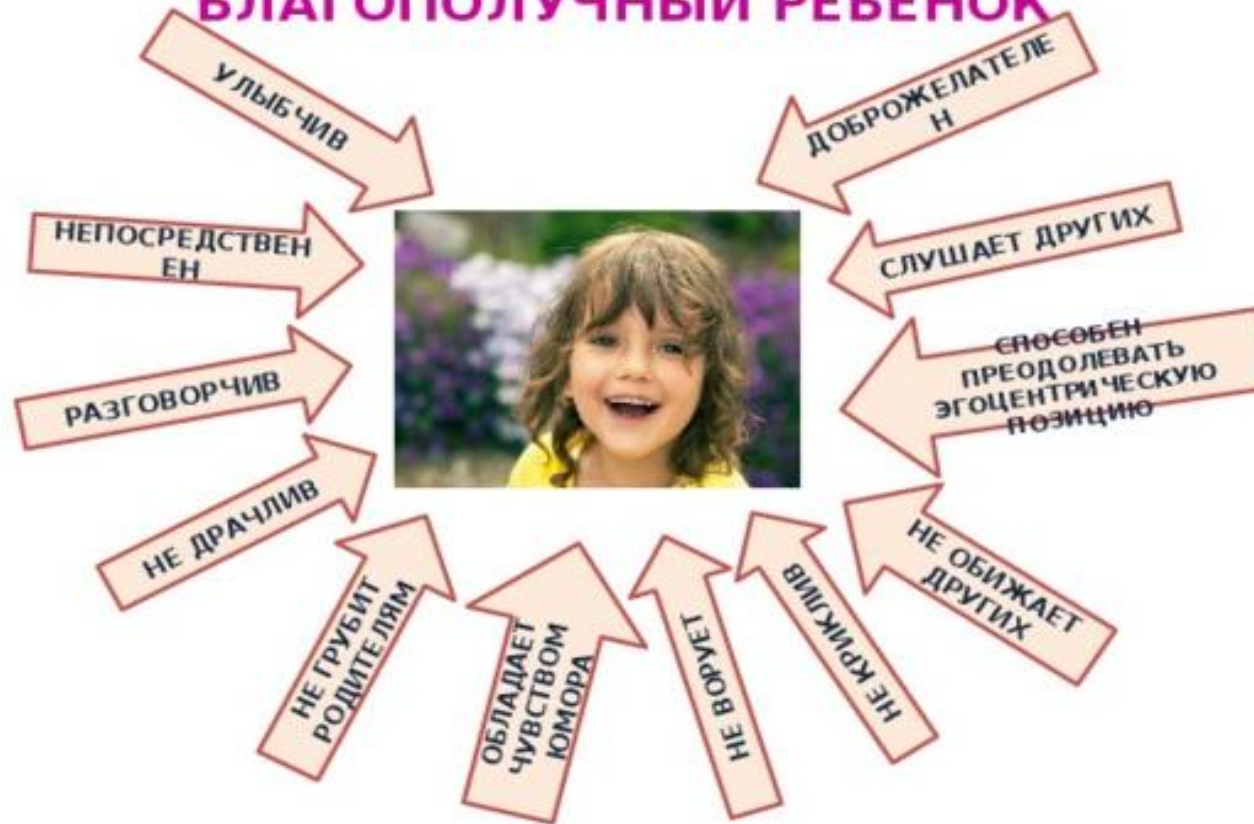 БЛАГОПОЛУЧНЫЙ РЕБЕНОК
УЛЫБЧИВ
ДОБРОЖЕЛАТЕЛЕ
Н
НЕПОСРЕДСТВЕН
ЕН
СЛУШАЕТ ДРУГИХ
РАЗГОВОРЧИВ
СПОСОБЕН
ПРЕОДОЛЕВАТЬ
ЭГОЦЕНТРИЧЕСКУЮ
ПОЗИЦИЮ
НЕ ДРАЧЛИВ
НЕ ГРУБИТ
РОДИТЕЛЯМ
ОБЛАДАЕТ
ЧУВСТВОМ
ЮМОРА
НЕ ВОРУЕТ
НЕ КРИКЛИВ
НЕ ОБИЖАЕТ
ДРУГИХ